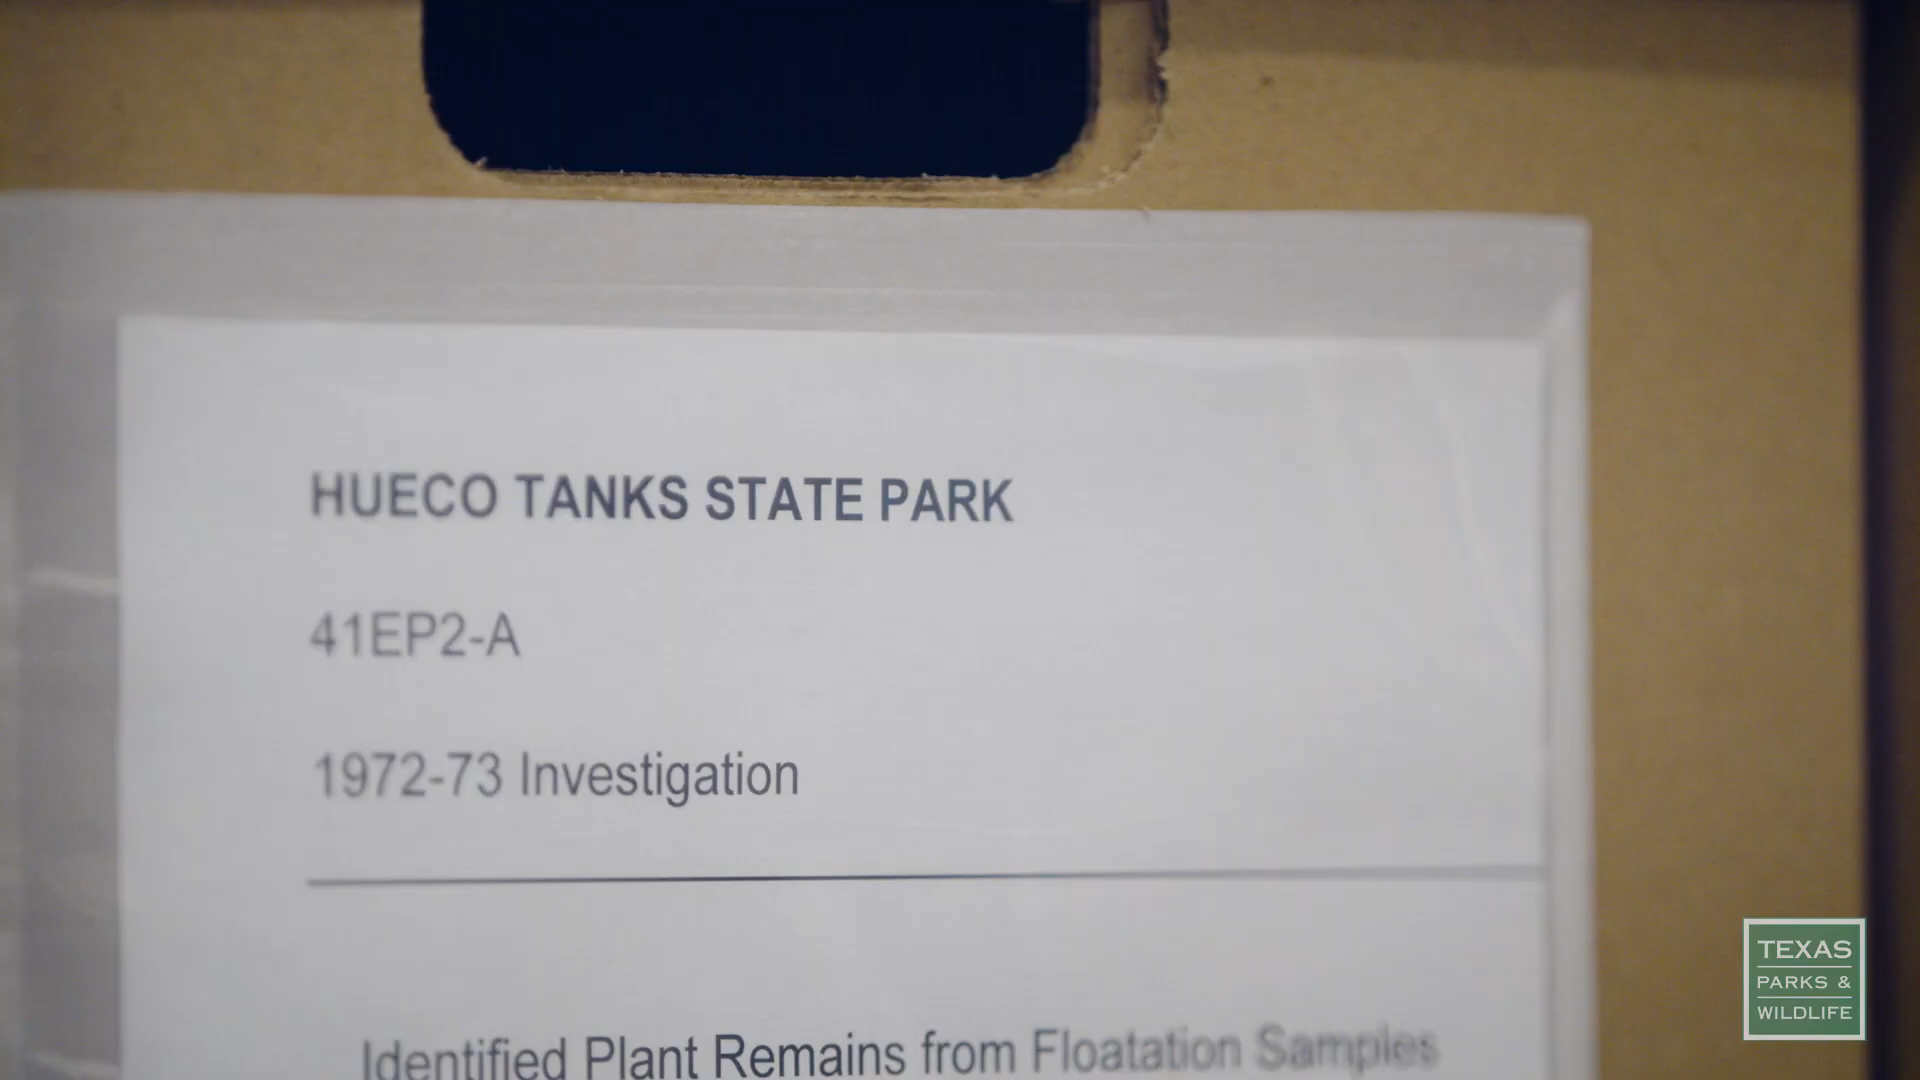 HUECO TANKS STATE PARK
41EP2-A
1972-73 Investigation
Identified Plant Remains from Floatation Samples
TEXAS
PARKS &
WILDLIFE